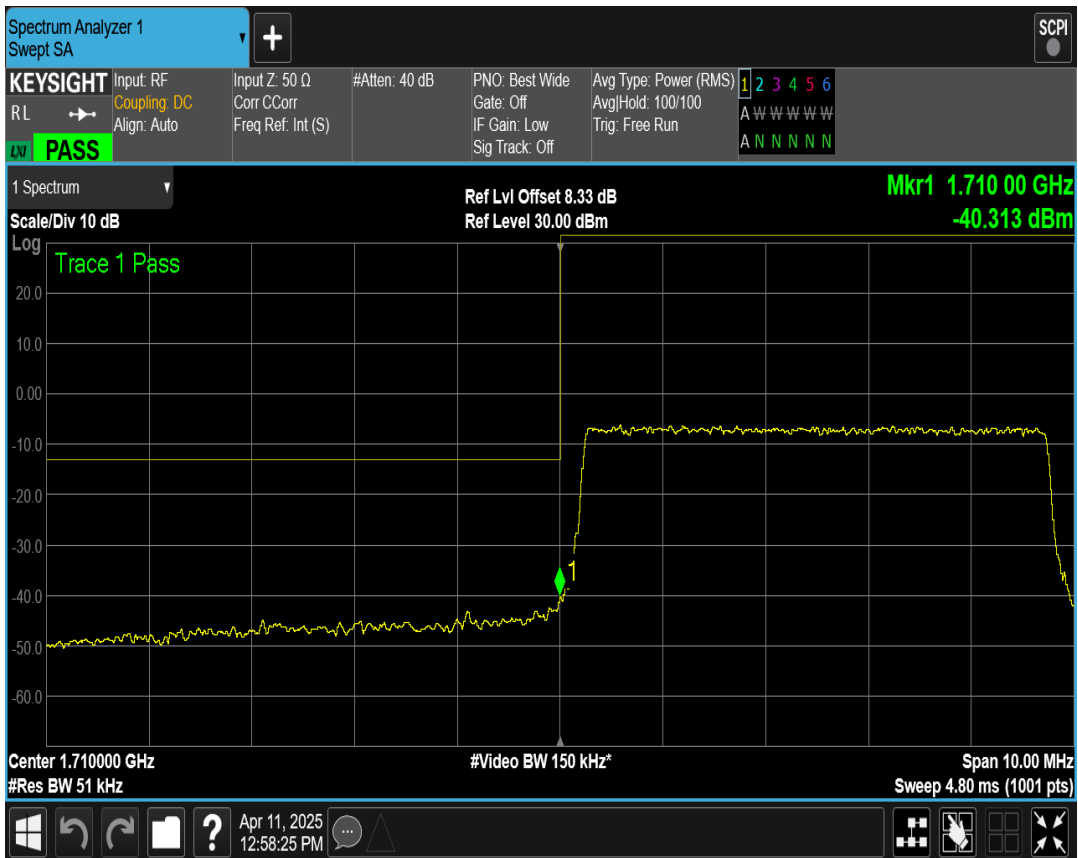 Spectrum Analyzer 1
Swept SA
+
SCPI
KEYSIGHT
RL
LXI PASS
Input: RF
Coupling: DC
Align: Auto
Input Z: 50 Ω
Corr CCorr
Freq Ref: Int (S)
#Atten: 40 dB
PNO: Best Wide
Gate: Off
IF Gain: Low
Sig Track: Off
Avg Type: Power (RMS)
Avg|Hold: 100/100
Trig: Free Run
1 2 3 4 5 6
A W W W W W
A N N N N N
1 Spectrum
Scale/Div 10 dB
Ref Lvl Offset 8.33 dB
Ref Level 30.00 dBm
Mkr1 1.710 00 GHz
-40.313 dBm
Log
Trace 1 Pass
20.0
10.0
0.00
-10.0
-20.0
-30.0
1
-40.0
-50.0
-60.0
Center 1.710000 GHz
#Res BW 51 kHz
#Video BW 150 kHz*
Span 10.00 MHz
Sweep 4.80 ms (1001 pts)
?
Apr 11, 2025
12:58:25 PM